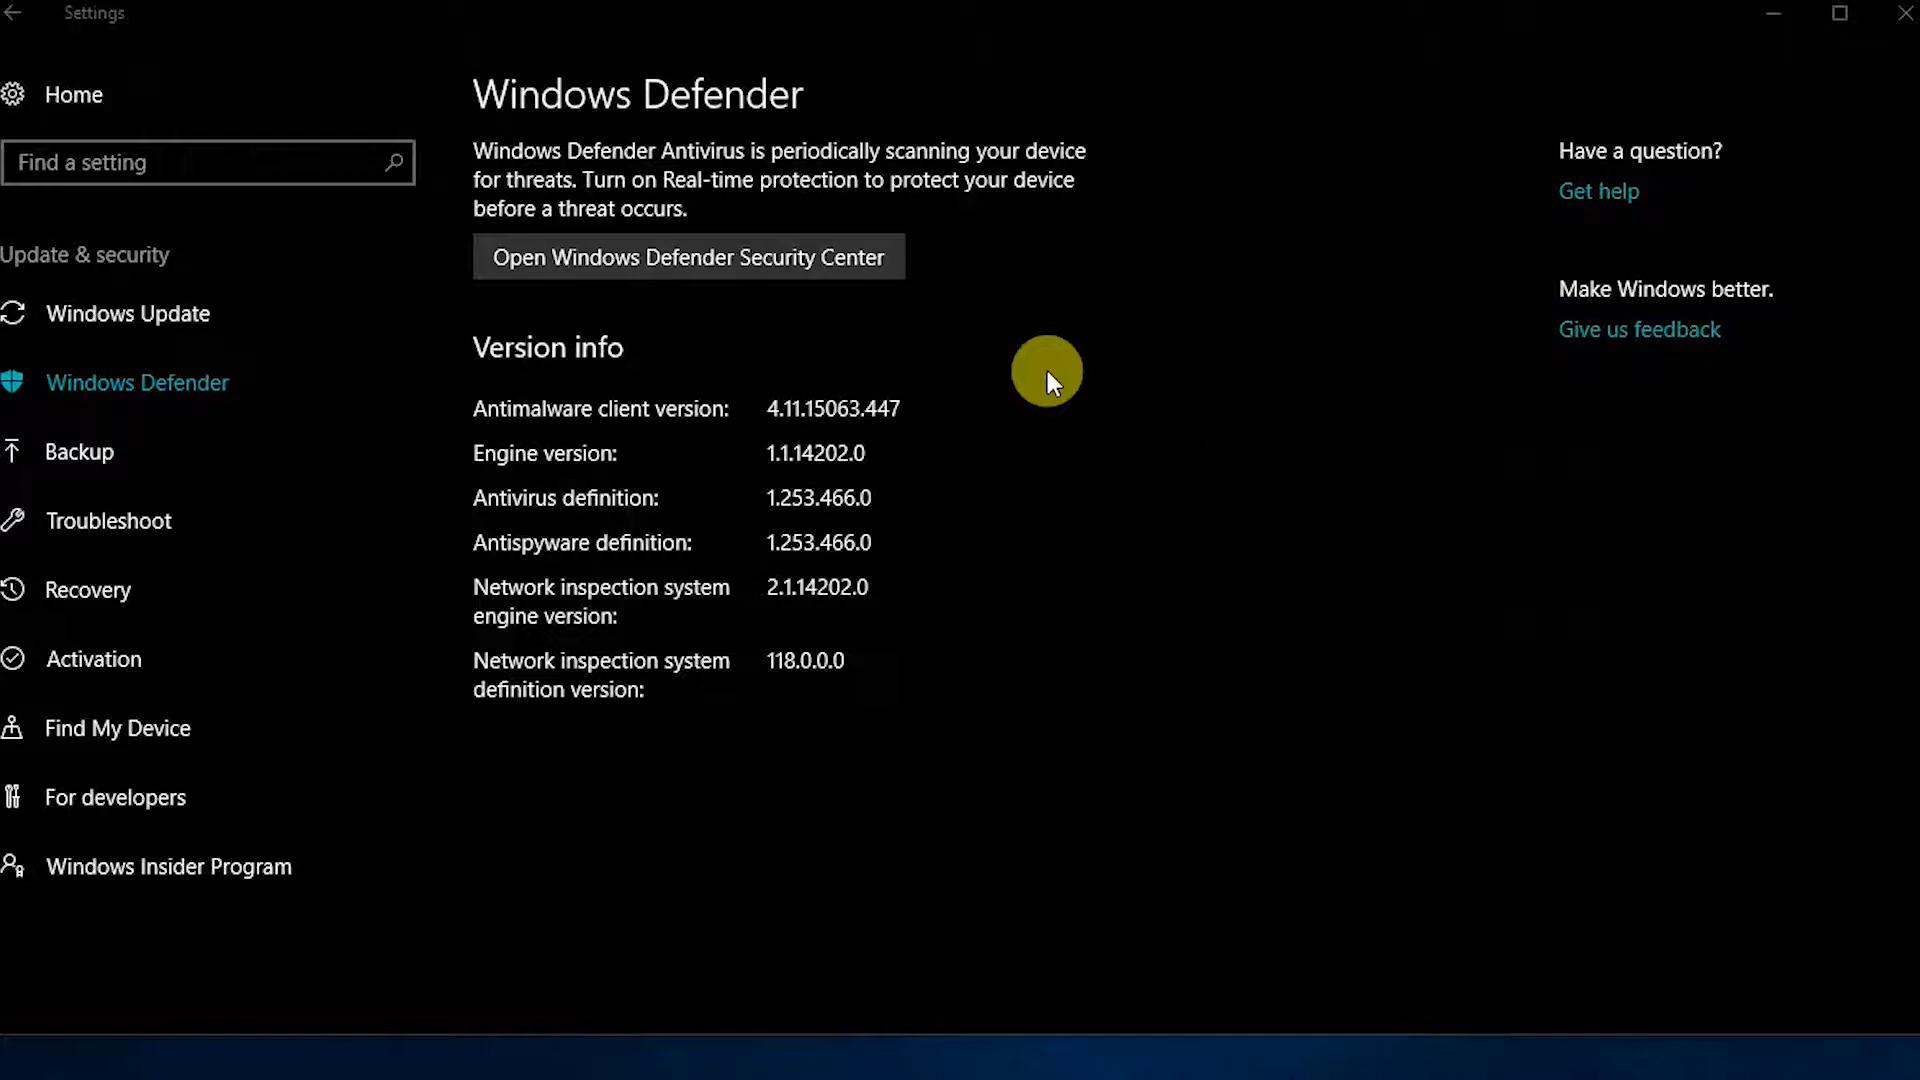 Settings
Home
Find a setting
Update & security
Windows Update
Windows Defender
Backup
Troubleshoot
Recovery
Activation
Find My Device
For developers
Windows Insider Program
Windows Defender
Windows Defender Antivirus is periodically scanning your device
for threats. Turn on Real-time protection to protect your device
before a threat occurs.
Open Windows Defender Security Center
Version info
Antimalware client version: 4.11.15063.447
Engine version: 1.1.14202.0
Antivirus definition: 1.253.466.0
Antispyware definition: 1.253.466.0
Network inspection system 2.1.14202.0
engine version:
Network inspection system 118.0.0.0
definition version:
Have a question?
Get help
Make Windows better.
Give us feedback